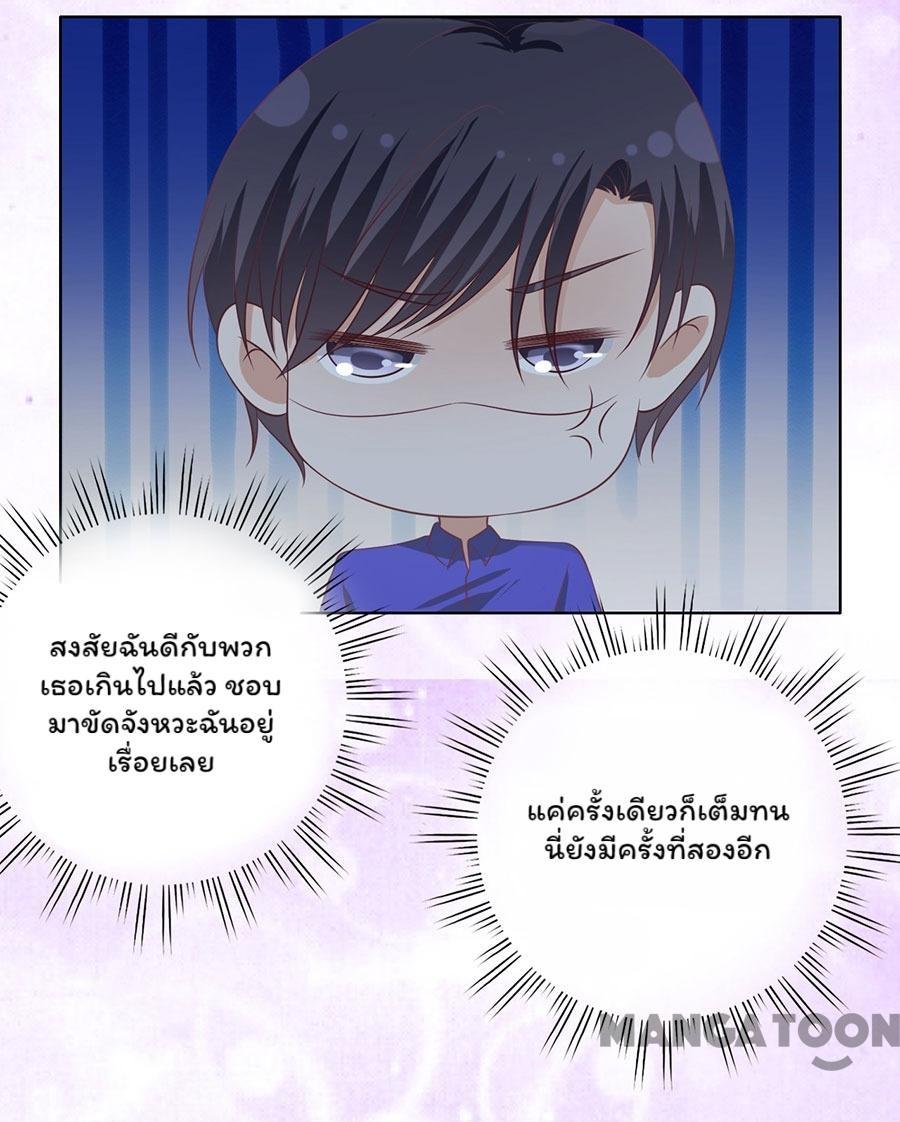 สงสัยฉันดีกับพวก
เธอเกินไปแล้ว ชอบ
มาขัดจังหวะฉันอยู่
เรื่อยเลย
แค่ครั้งเดียวก็เต็มทน
นี่ยังมีครั้งที่สองอีก
MANGATOON